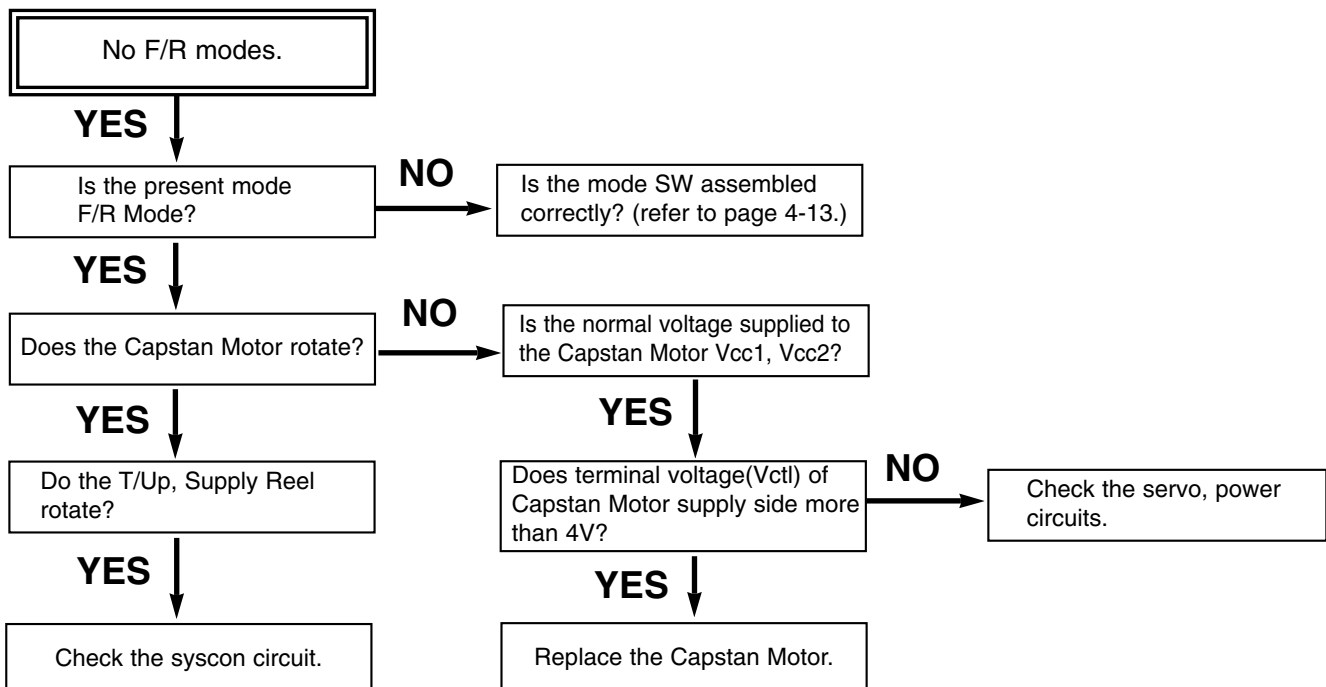 No F/R modes.
YES
Is the present mode
F/R Mode?
NO
Is the mode SW assembled
correctly? (refer to page 4-13.)
YES
Does the Capstan Motor rotate?
NO
Is the normal voltage supplied to
the Capstan Motor Vcc1, Vcc2?
YES
YES
Do the T/Up, Supply Reel
rotate?
Does terminal voltage(Vctl) of
Capstan Motor supply side more
than 4V?
NO
Check the servo, power
circuits.
YES
YES
Check the syscon circuit.
Replace the Capstan Motor.